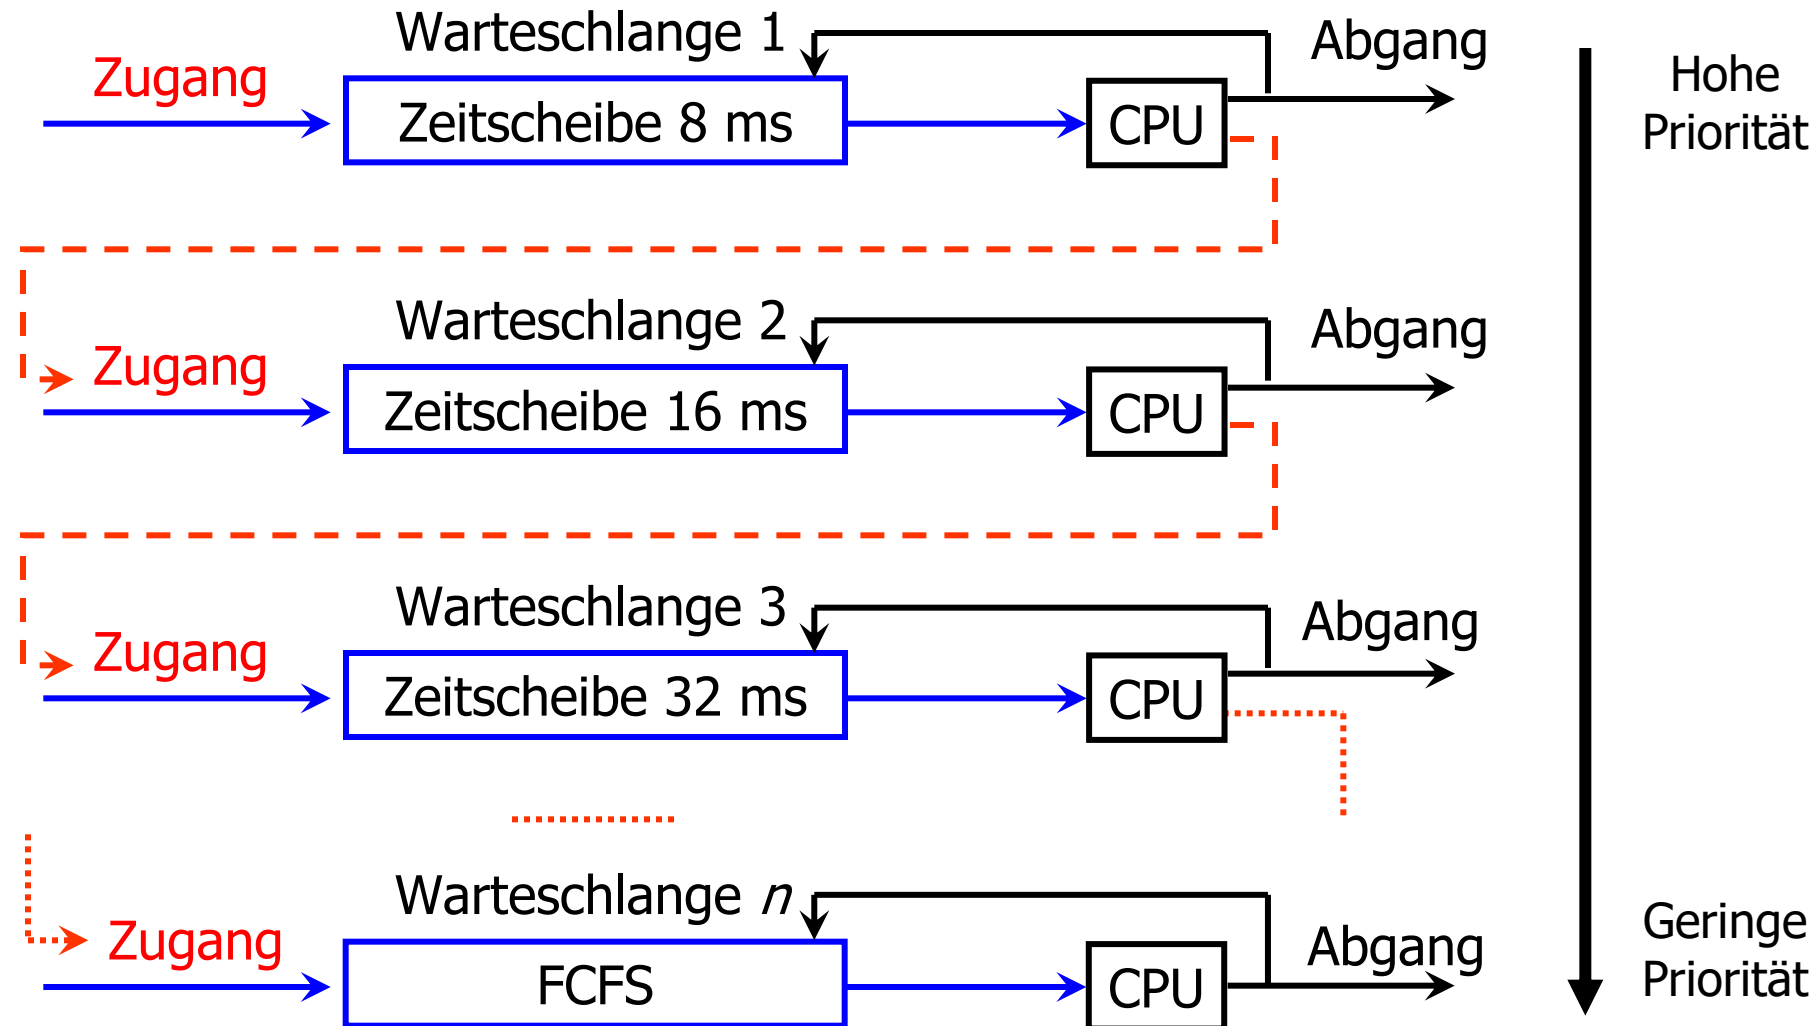 Warteschlange 1
Abgang
Zugang
Hohe
Priorität
Zeitscheibe 8 ms
CPU
Warteschlange 2
Abgang
Zugang
Zeitscheibe 16 ms
CPU
Warteschlange 3
Abgang
Zugang
Zeitscheibe 32 ms
CPU
Warteschlange n
Abgang
Zugang
Geringe
Priorität
FCFS
CPU